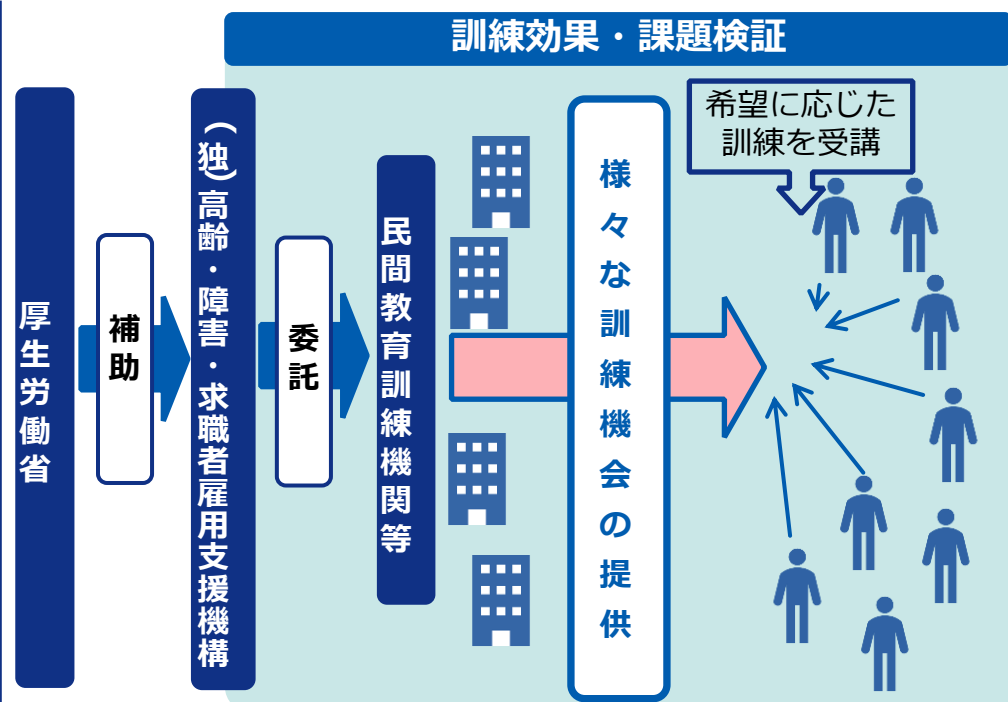 訓練効果・課題検証
厚生労働省
補助
(独)高齢・障害・求職者雇用支援機構
委託
民間教育訓練機関等
様々な訓練機会の提供
希望に応じた
訓練を受講